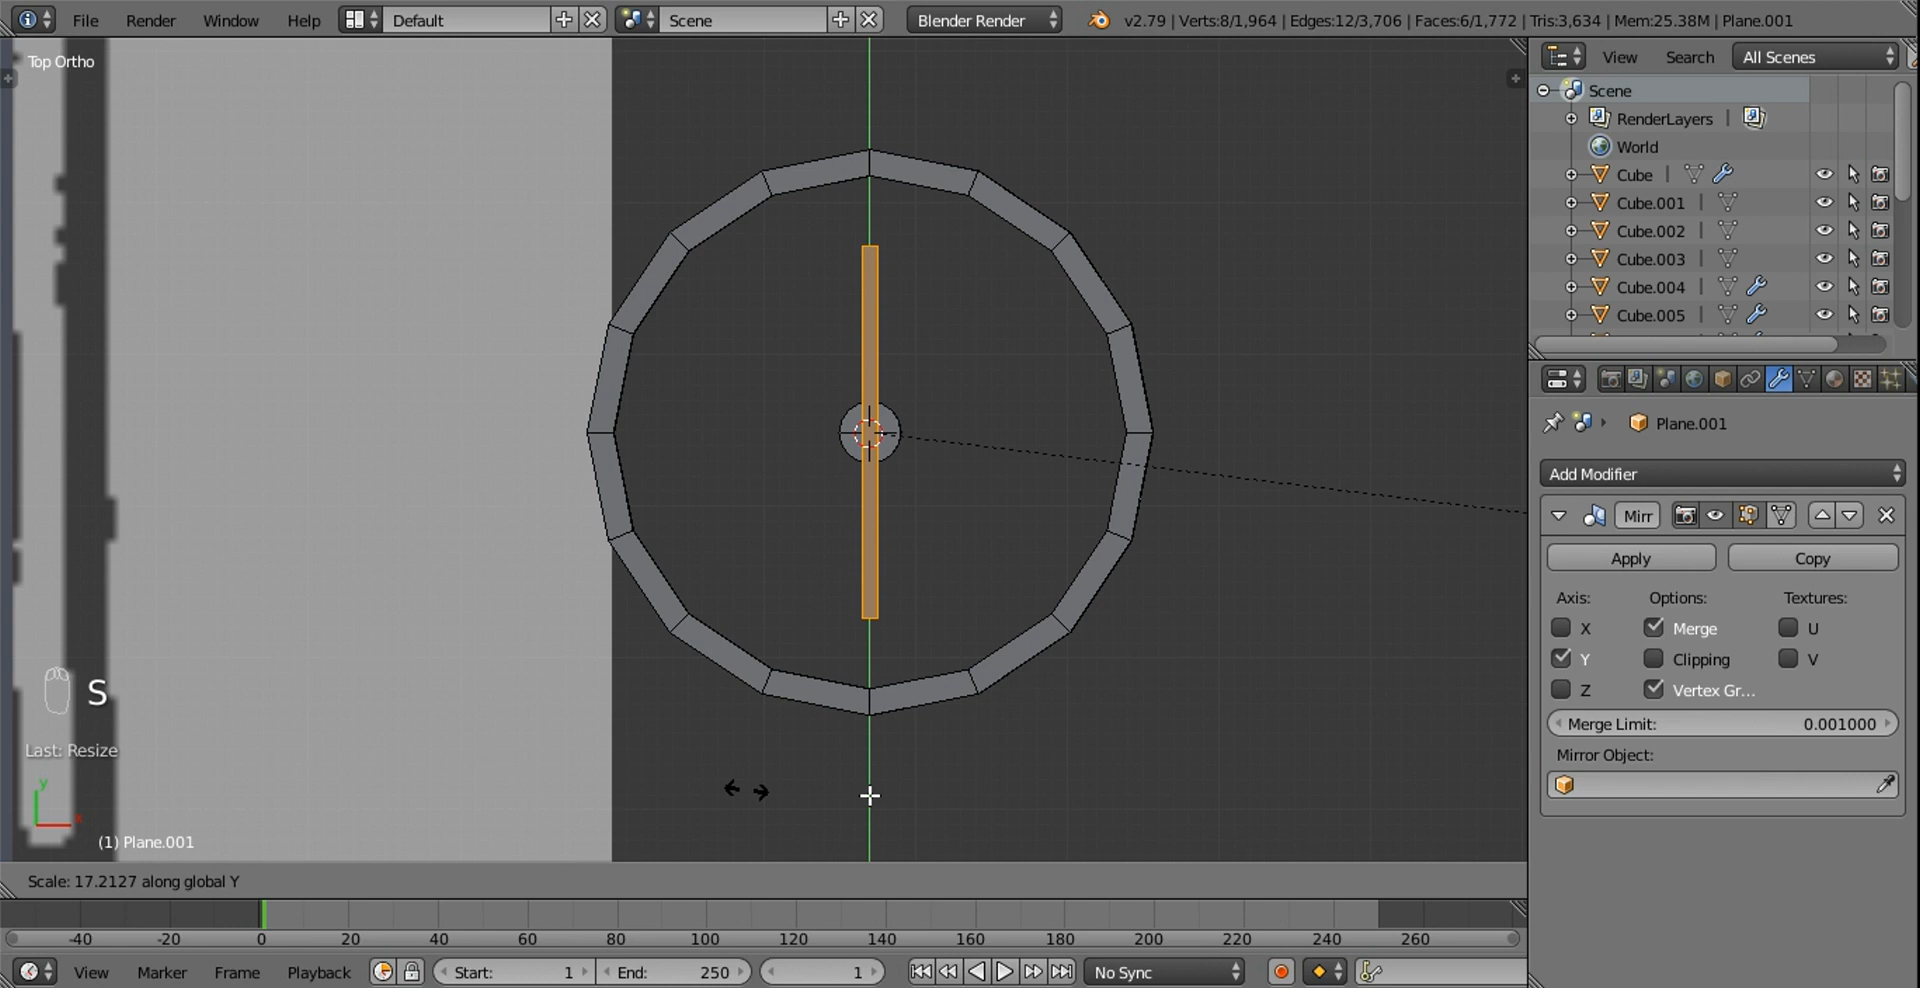 File Render Window Help Default Scene Blender Render v2.79 | Verts:8/1,964 | Edges:12/3,706 | Faces:6/1,772 | Tris:3,634 | Mem:25.38M | Plane.001
Top Ortho
View Search All Scenes
Scene
RenderLayers |
World
Cube |
Cube.001 |
Cube.002 |
Cube.003 |
Cube.004 |
Cube.005 |
Plane.001
Add Modifier
Mirr
Apply Copy
Axis: Options: Textures:
X Merge U
Y Clipping V
Z Vertex Gr...
Merge Limit: 0.001000
Mirror Object:
S
Last: Resize
y
x
(1) Plane.001
Scale: 17.2127 along global Y
-40 -20 0 20 40 60 80 100 120 140 160 180 200 220 240 260
View Marker Frame Playback Start: 1 End: 250 1 No Sync